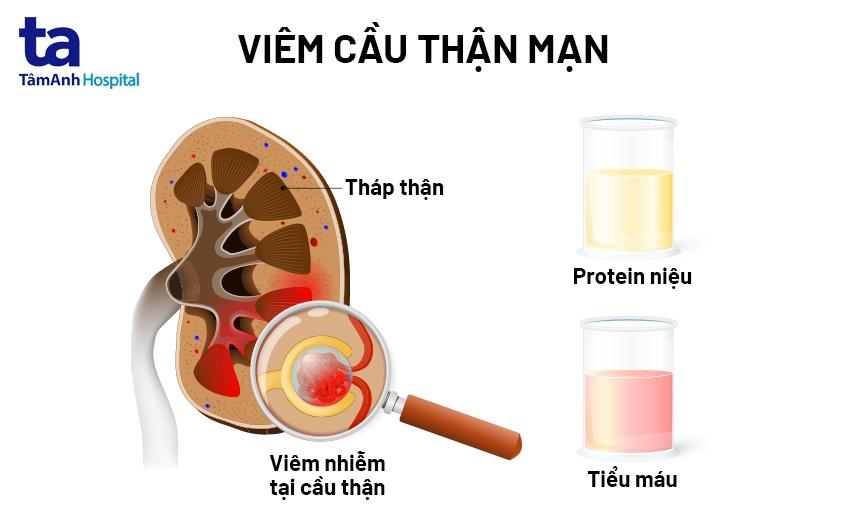 ta
TâmAnh Hospital
VIÊM CẦU THẬN MẠN
Tháp thận
Protein niệu
Viêm nhiễm
tại cầu thận
Tiểu máu